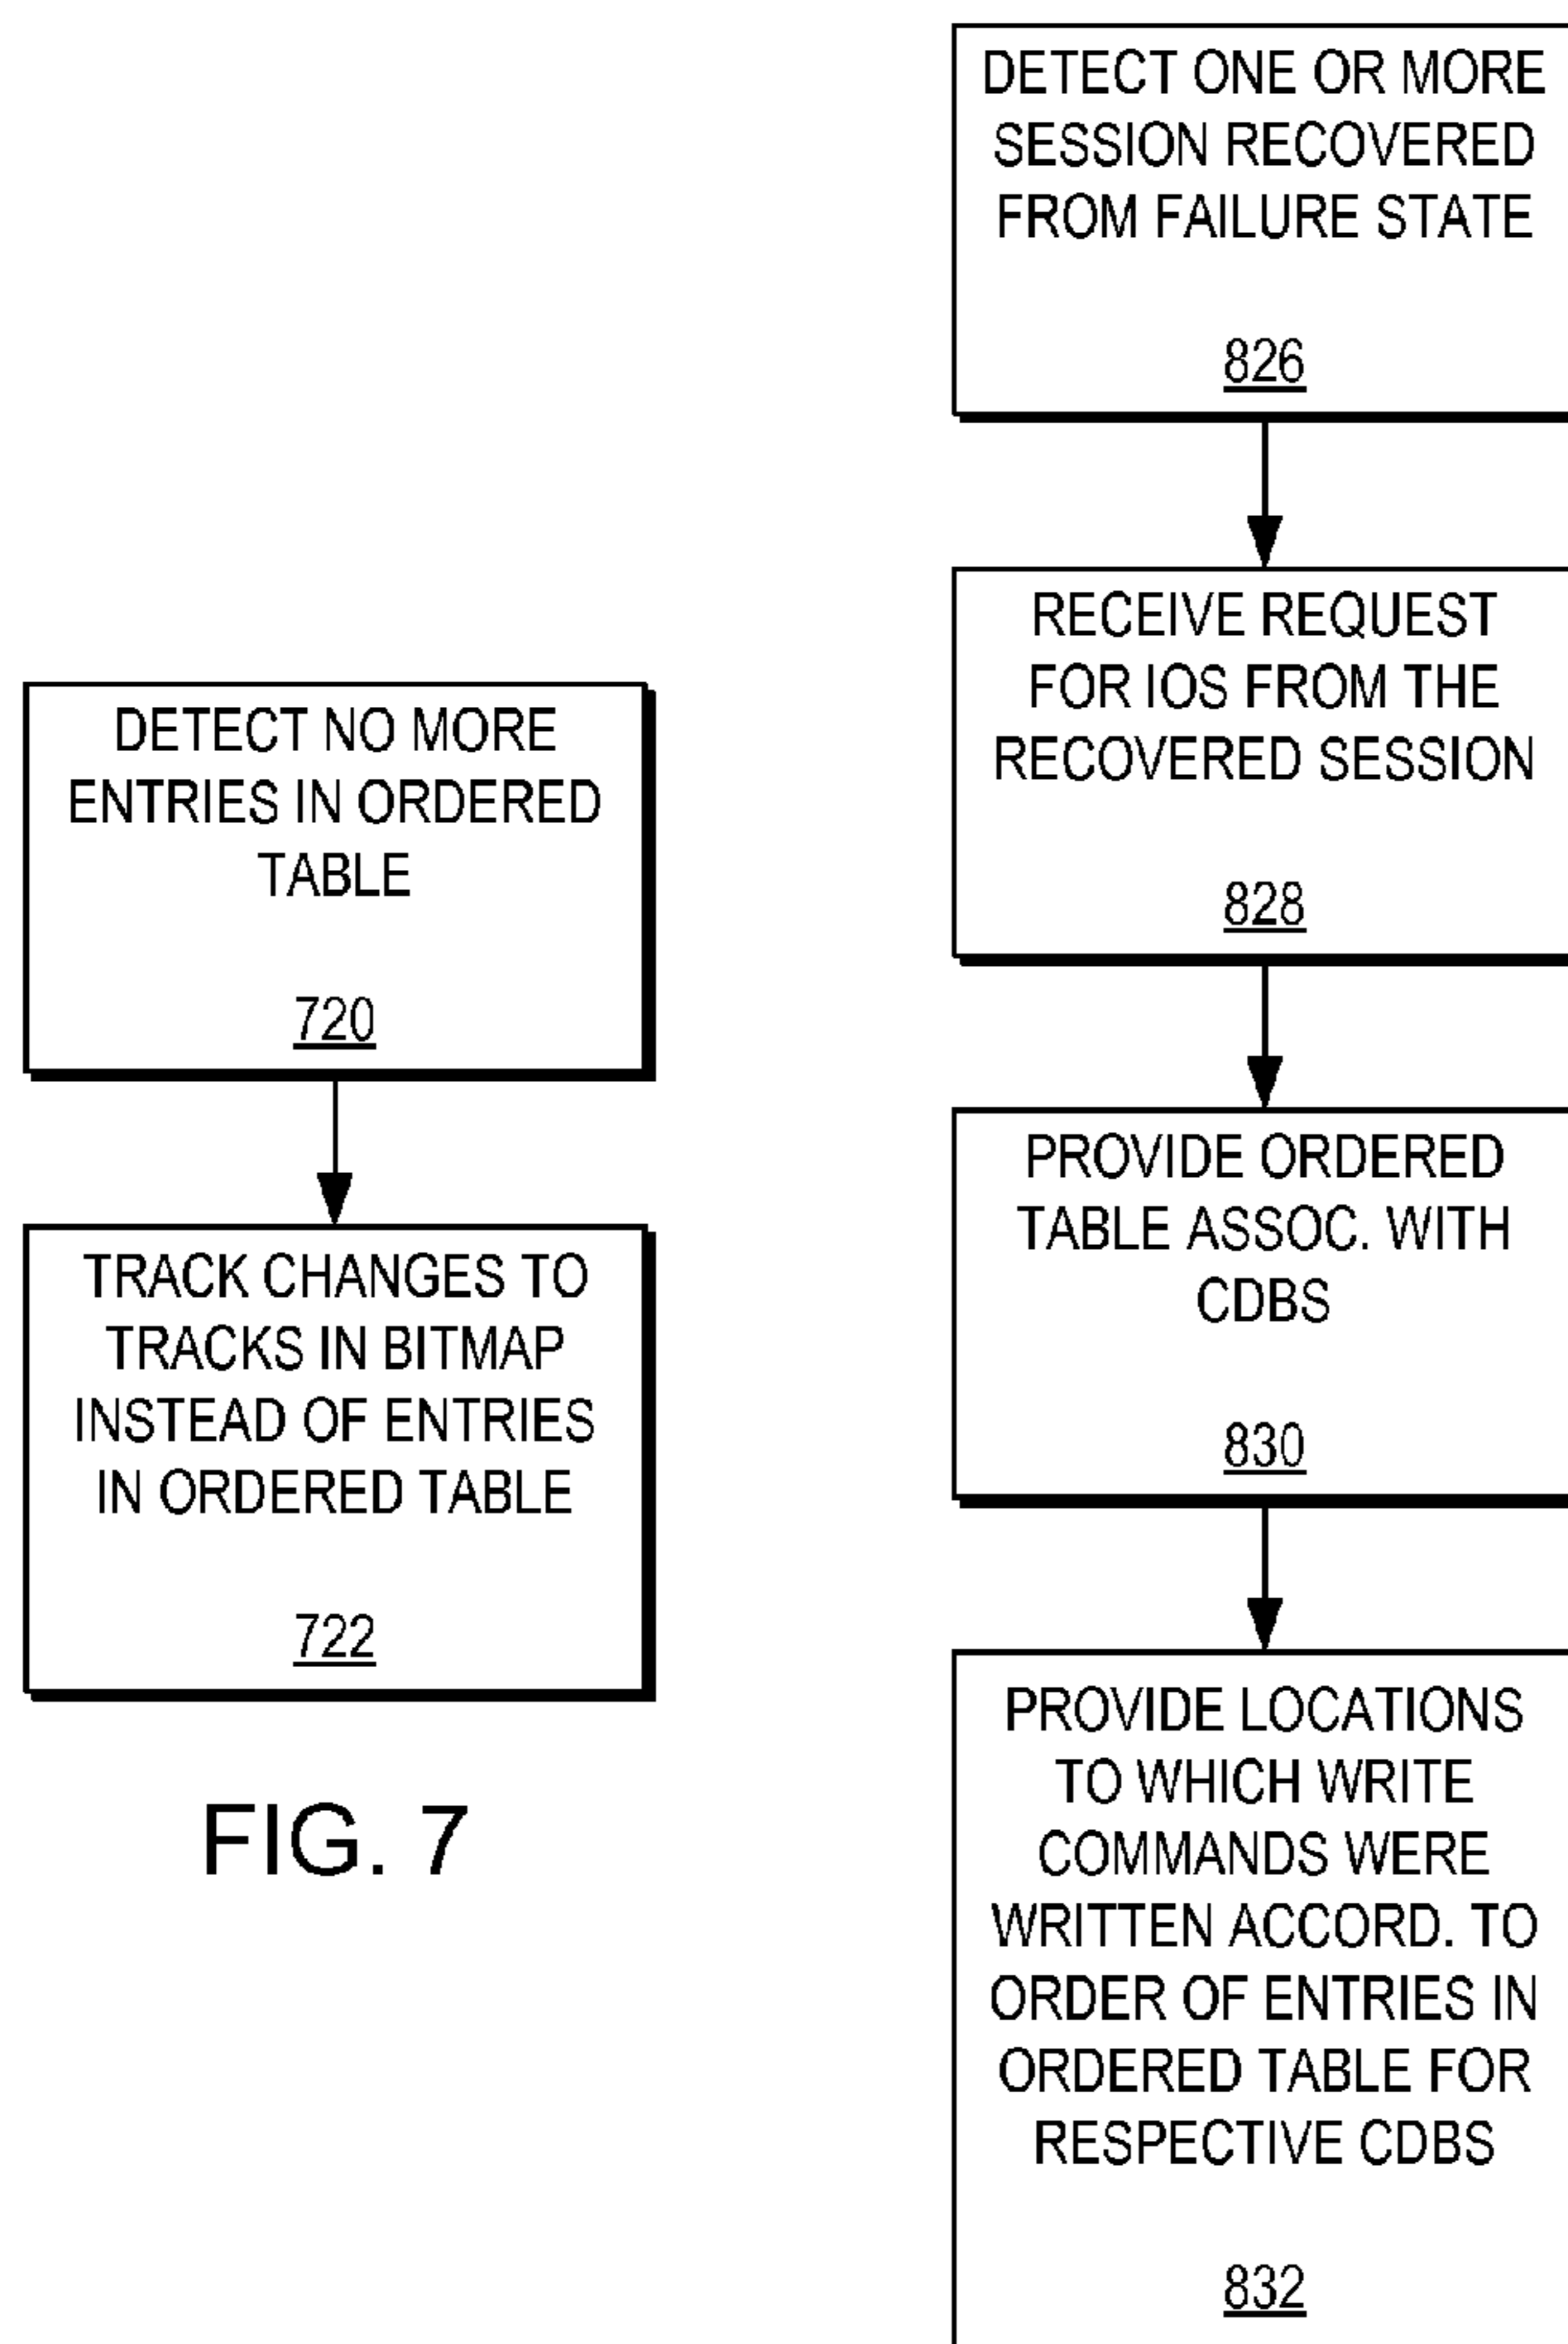 DETECT NO MORE
ENTRIES IN ORDERED
TABLE
720
TRACK CHANGES TO
TRACKS IN BITMAP
INSTEAD OF ENTRIES
IN ORDERED TABLE
722
FIG. 7
DETECT ONE OR MORE
SESSION RECOVERED
FROM FAILURE STATE
826
RECEIVE REQUEST
FOR IOS FROM THE
RECOVERED SESSION
828
PROVIDE ORDERED
TABLE ASSOC. WITH
CDBS
830
PROVIDE LOCATIONS
TO WHICH WRITE
COMMANDS WERE
WRITTEN ACCORD. TO
ORDER OF ENTRIES IN
ORDERED TABLE FOR
RESPECTIVE CDBS
832